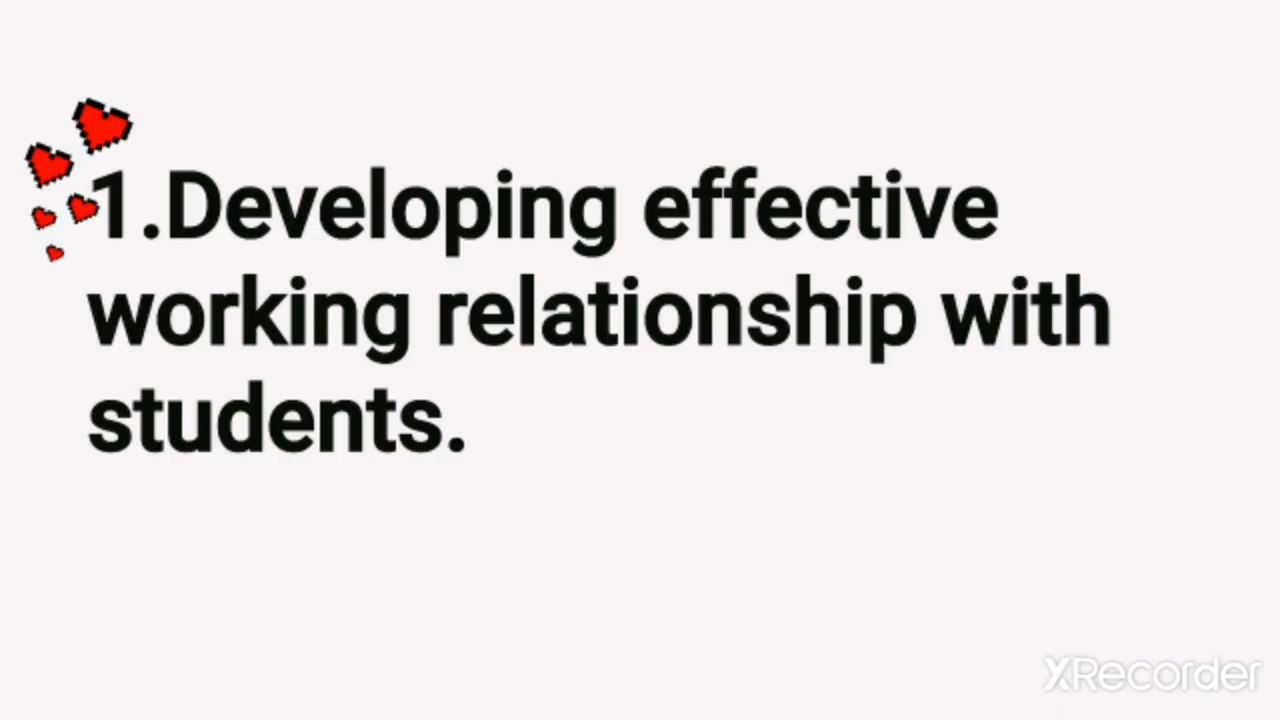 1.Developing effective
working relationship with
students.
XRecorder